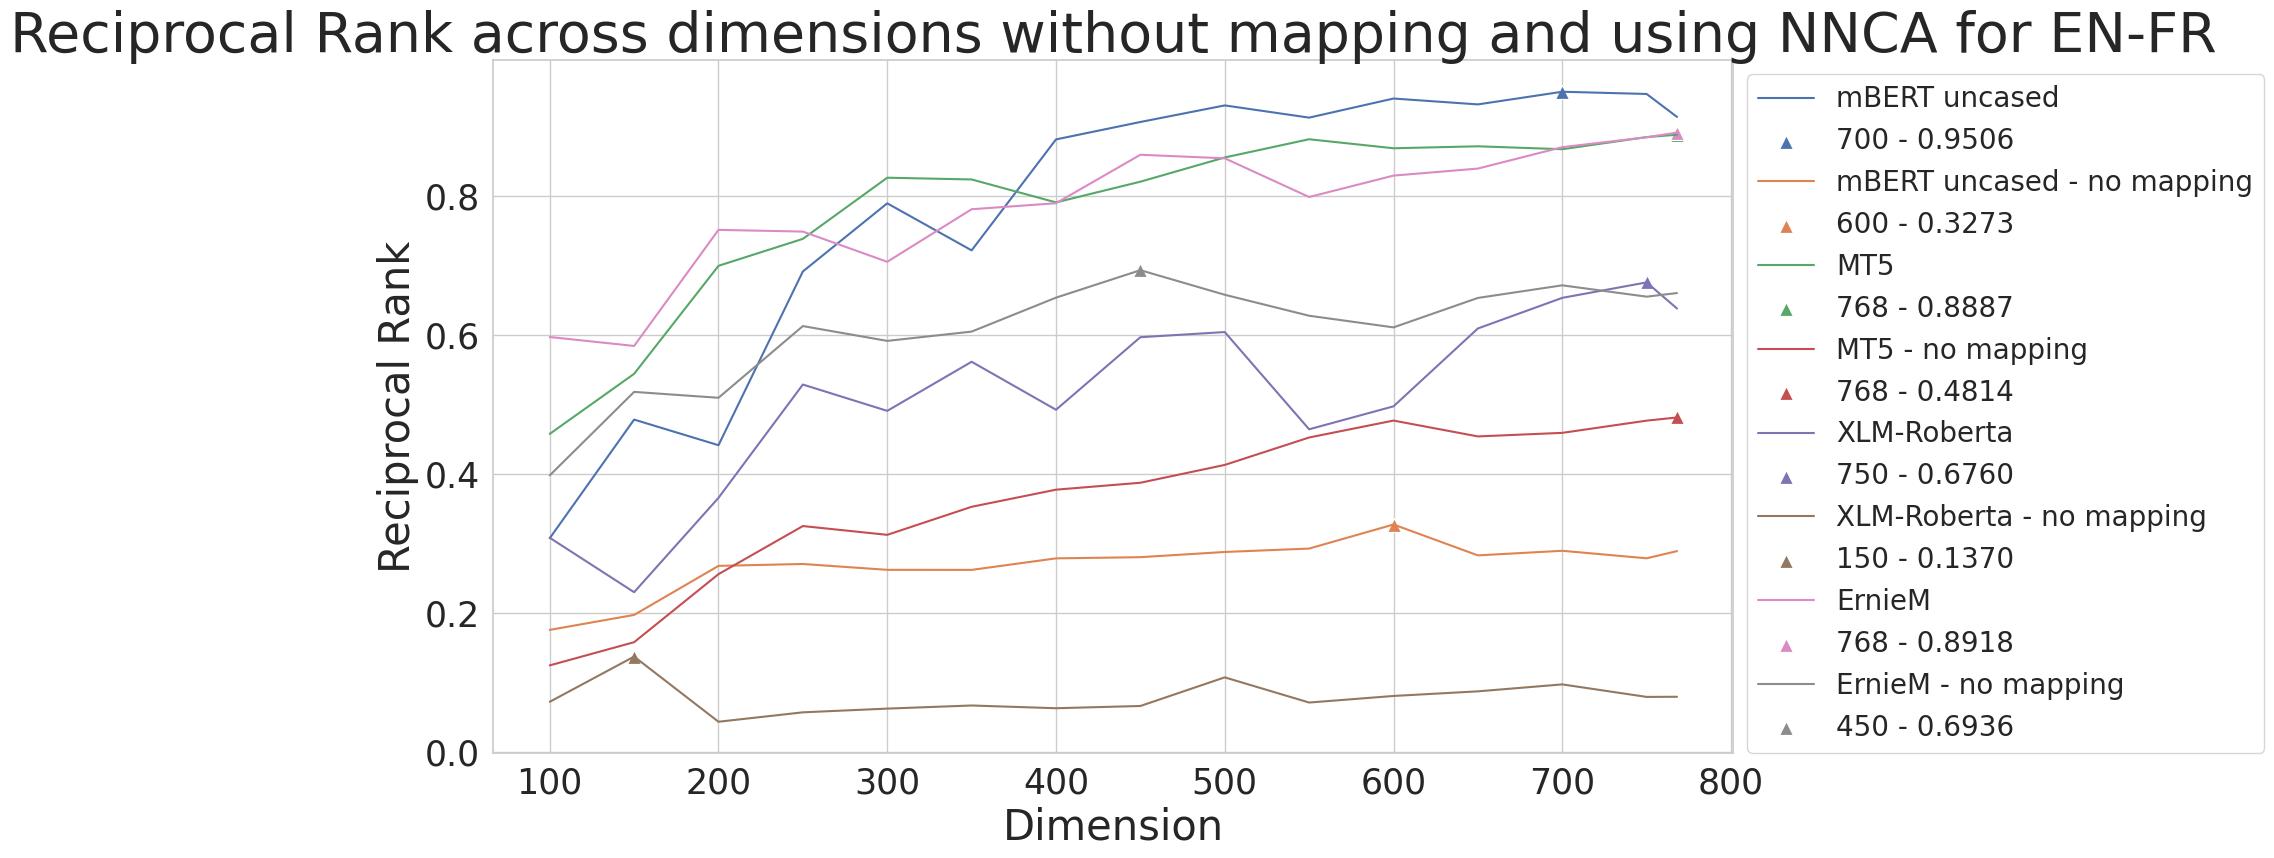 Reciprocal Rank across dimensions without mapping and using NNCA for EN-FR
Reciprocal Rank
0.8
0.6
0.4
0.2
0.0
100 200 300 400 500 600 700 800
Dimension
mBERT uncased
700 - 0.9506
mBERT uncased - no mapping
600 - 0.3273
MT5
768 - 0.8887
MT5 - no mapping
768 - 0.4814
XLM-Roberta
750 - 0.6760
XLM-Roberta - no mapping
150 - 0.1370
ErnieM
768 - 0.8918
ErnieM - no mapping
450 - 0.6936